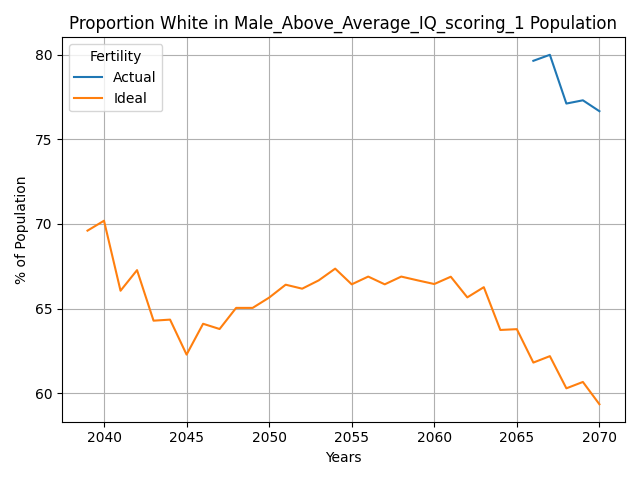 Proportion White in Male_Above_Average_IQ_scoring_1 Population
Fertility
Actual
Ideal
80
75
70
65
60
% of Population
2040 2045 2050 2055 2060 2065 2070
Years